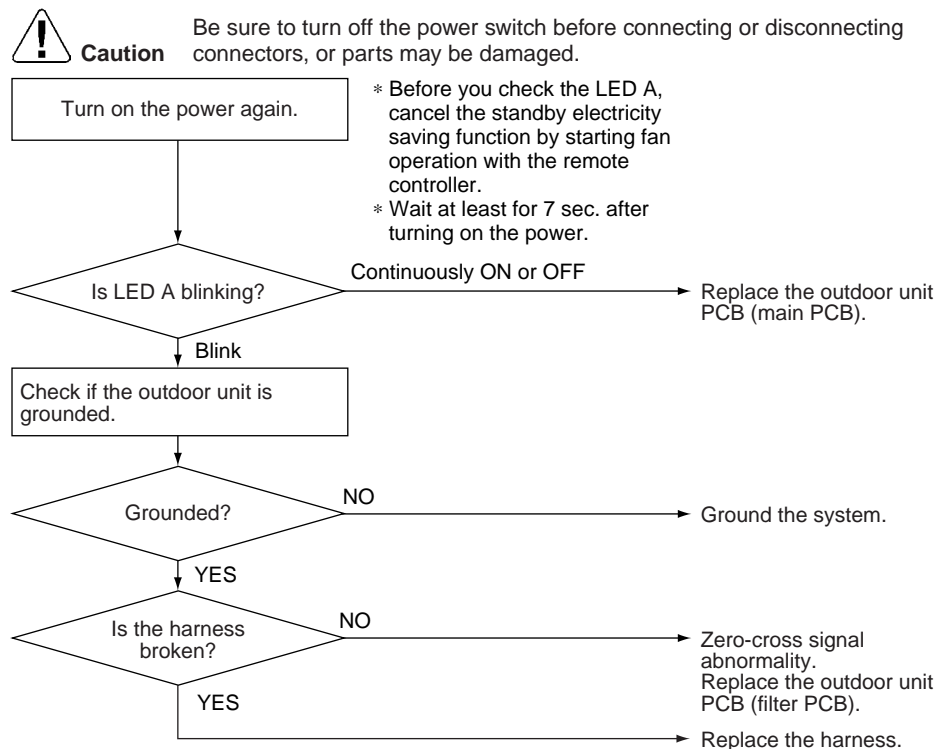 Be sure to turn off the power switch before connecting or disconnecting
Caution connectors, or parts may be damaged.
Turn on the power again.
∗ Before you check the LED A,
cancel the standby electricity
saving function by starting fan
operation with the remote
controller.
∗ Wait at least for 7 sec. after
turning on the power.
Is LED A blinking?
Continuously ON or OFF
Replace the outdoor unit
PCB (main PCB).
Blink
Check if the outdoor unit is
grounded.
Grounded?
NO
Ground the system.
YES
Is the harness
broken?
NO
Zero-cross signal
abnormality.
Replace the outdoor unit
PCB (filter PCB).
YES
Replace the harness.